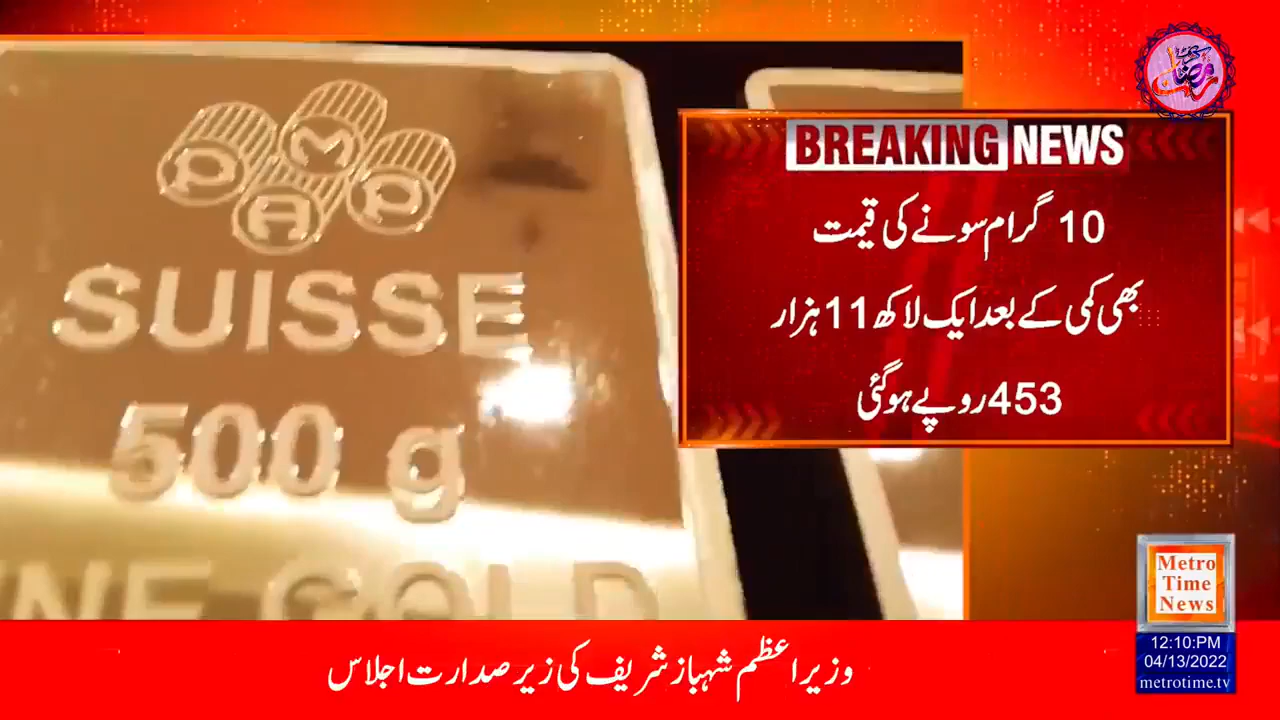 PAMP
SUISSE
500 g
NE GOLD
BREAKING NEWS
10 گرام سونے کی قیمت
بھی کمی کے بعد ایک لاکھ 11 ہزار
453 روپے ہوگئی
Metro
Time
News
12:10:PM
04/13/2022
metrotime.tv
وزیراعظم شہباز شریف کی زیر صدارت اجلاس